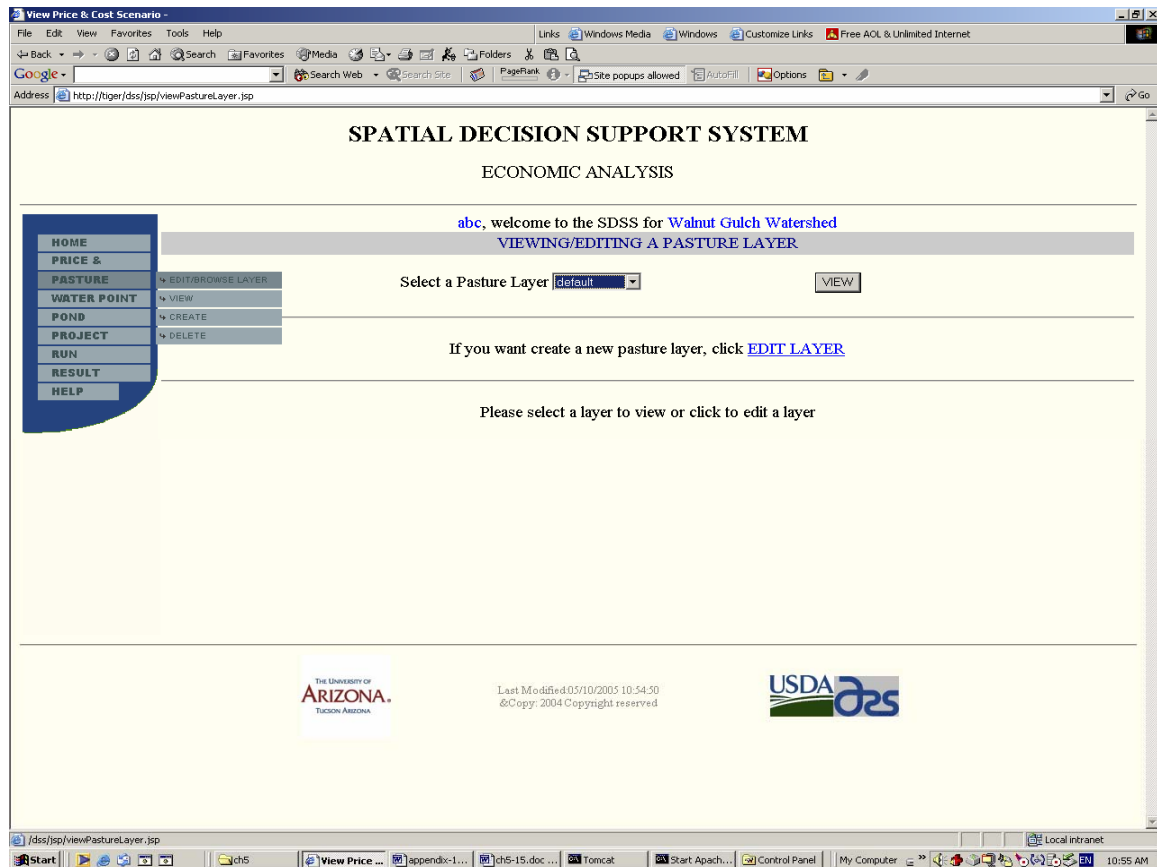 View Price & Cost Scenario -
File Edit View Favorites Tools Help
Links Windows Media Windows Customize Links Free AOL & Unlimited Internet
Back Search Favorites Media Folders
Google Search Web Search Site PageRank Site popups allowed AutoFill Options
Address http://tiger/dss/jsp/viewPastureLayer.jsp Go
SPATIAL DECISION SUPPORT SYSTEM
ECONOMIC ANALYSIS
abc, welcome to the SDSS for Walnut Gulch Watershed
VIEWING/EDITING A PASTURE LAYER
HOME
PRICE &
PASTURE
WATER POINT
POND
PROJECT
RUN
RESULT
HELP
EDIT/BROWSE LAYER
VIEW
CREATE
DELETE
Select a Pasture Layer default VIEW
If you want create a new pasture layer, click EDIT LAYER
Please select a layer to view or click to edit a layer
THE UNIVERSITY OF
ARIZONA.
TUCSON ARIZONA
Last Modified:05/10/2005 10:54:50
&Copy: 2004 Copyright reserved
USDA ars
/dss/jsp/viewPastureLayer.jsp Local intranet
Start ch5 View Price ... appendix-1... ch5-15.doc ... Tomcat Start Apach... Control Panel My Computer EN 10:55 AM